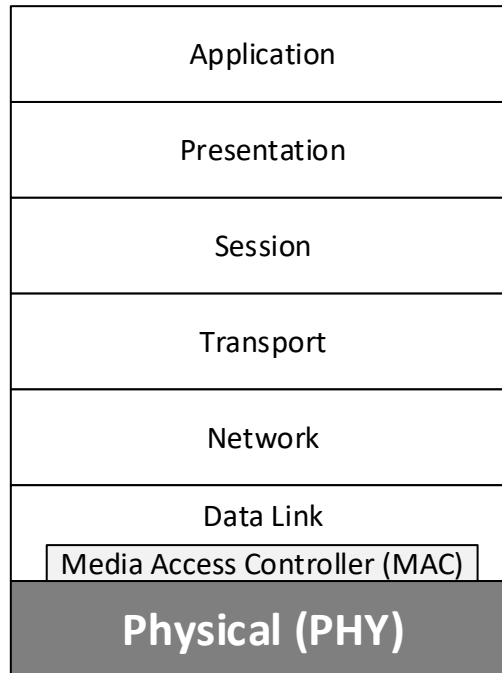 Application
Presentation
Session
Transport
Network
Data Link
Media Access Controller (MAC)
Physical (PHY)